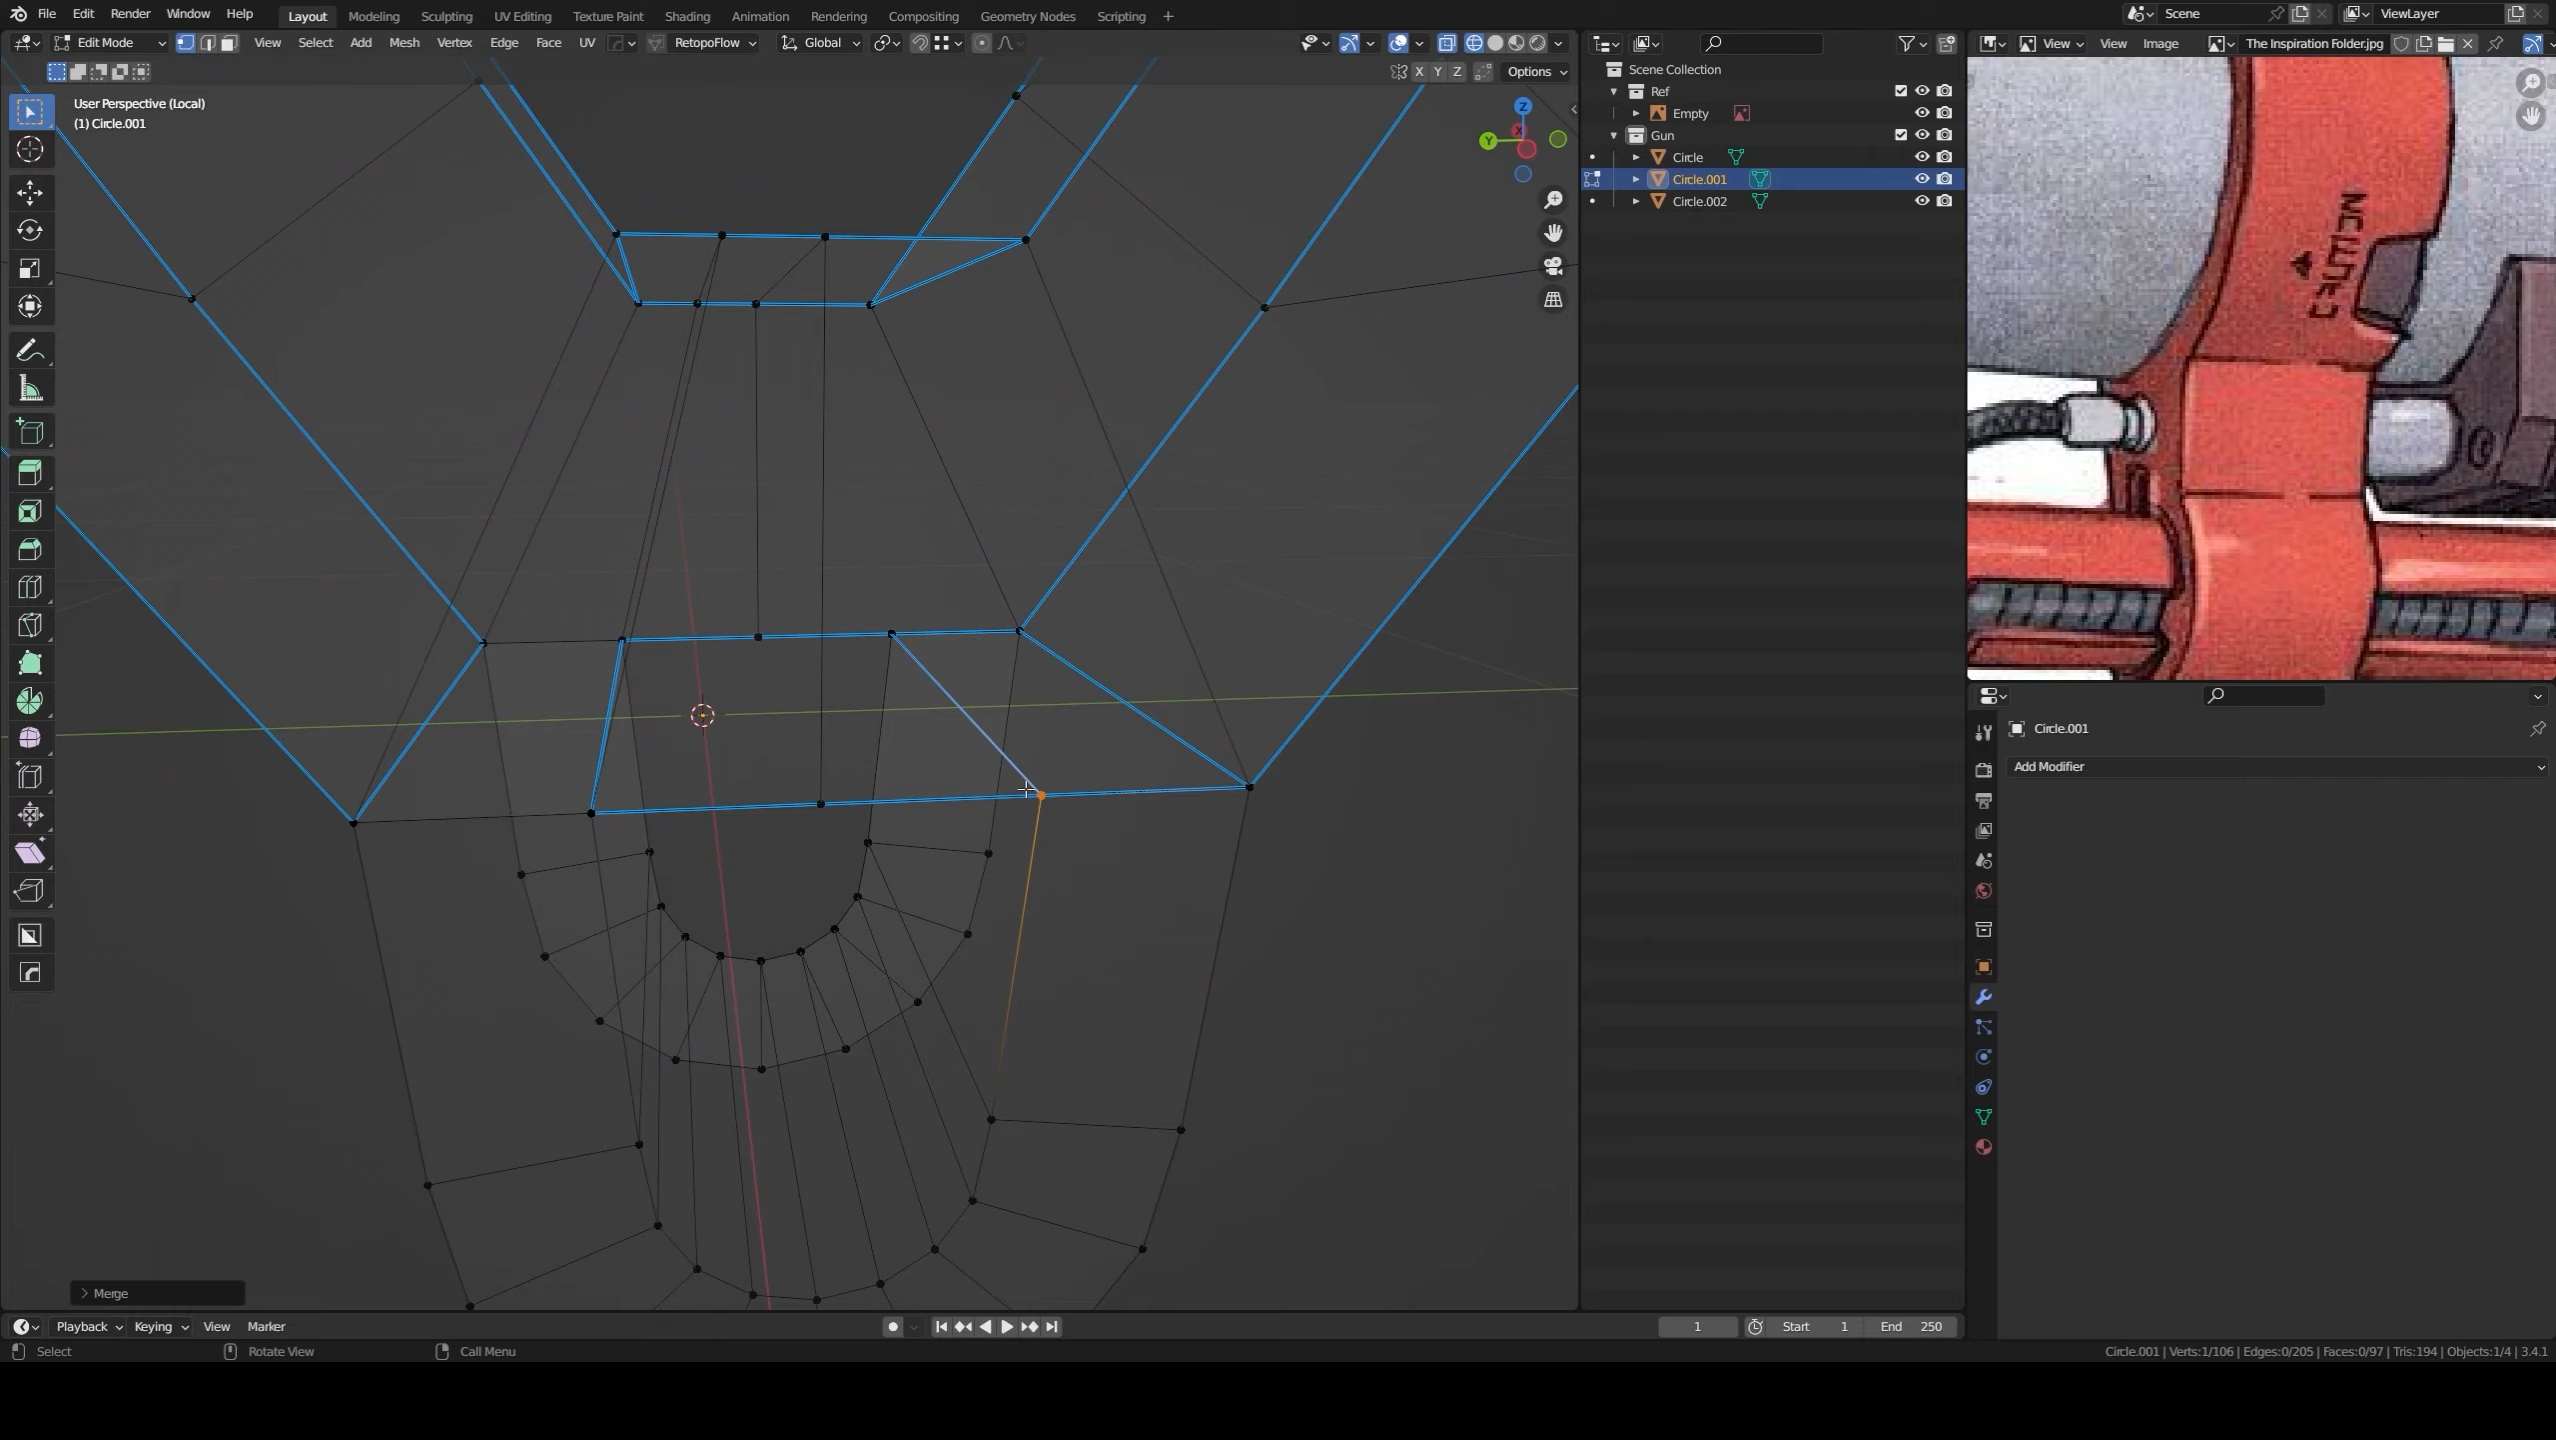 File Edit Render Window Help Layout Modeling Sculpting UV Editing Texture Paint Shading Animation Rendering Compositing Geometry Nodes Scripting + Scene ViewLayer
Edit Mode View Select Add Mesh Vertex Edge Face UV RetopoFlow Global View View Image The Inspiration Folder.jpg
X Y Z Options
Scene Collection
Ref
Empty
Gun
Circle
Circle.001
Circle.002
User Perspective (Local)
(1) Circle.001
Z
X
Y
CAUTION
Circle.001
Add Modifier
Merge
Playback Keying View Marker 1 Start 1 End 250
Select Rotate View Call Menu Circle.001 | Verts:1/106 | Edges:0/205 | Faces:0/97 | Tris:194 | Objects:1/4 | 3.4.1